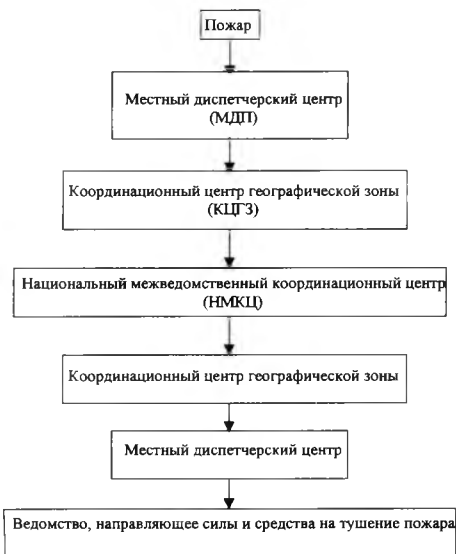 Пожар
Местный диспетчерский центр
(МДП)
Координационный центр географической зоны
(КЦГЗ)
Национальный межведомственный координационный центр
(НМКЦ)
Координационный центр географической зоны
Местный диспетчерский центр
Ведомство, направляющее силы и средства на тушение пожара